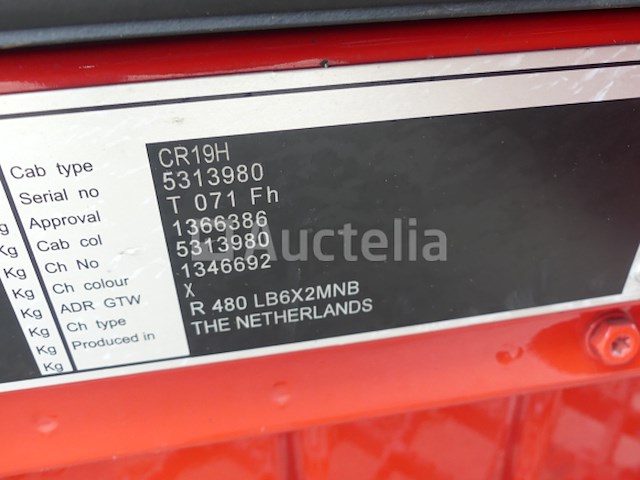 Cab type CR19H
Serial no 5313980
Approval T 071 Fh
Cab col 1366386
Ch No 5313980
Ch colour 1346692
ADR GTW X
Ch type R 480 LB6X2MNB
Produced in THE NETHERLANDS
Kg
Kg
Kg
Kg
Kg
Kg
Kg
Auctelia